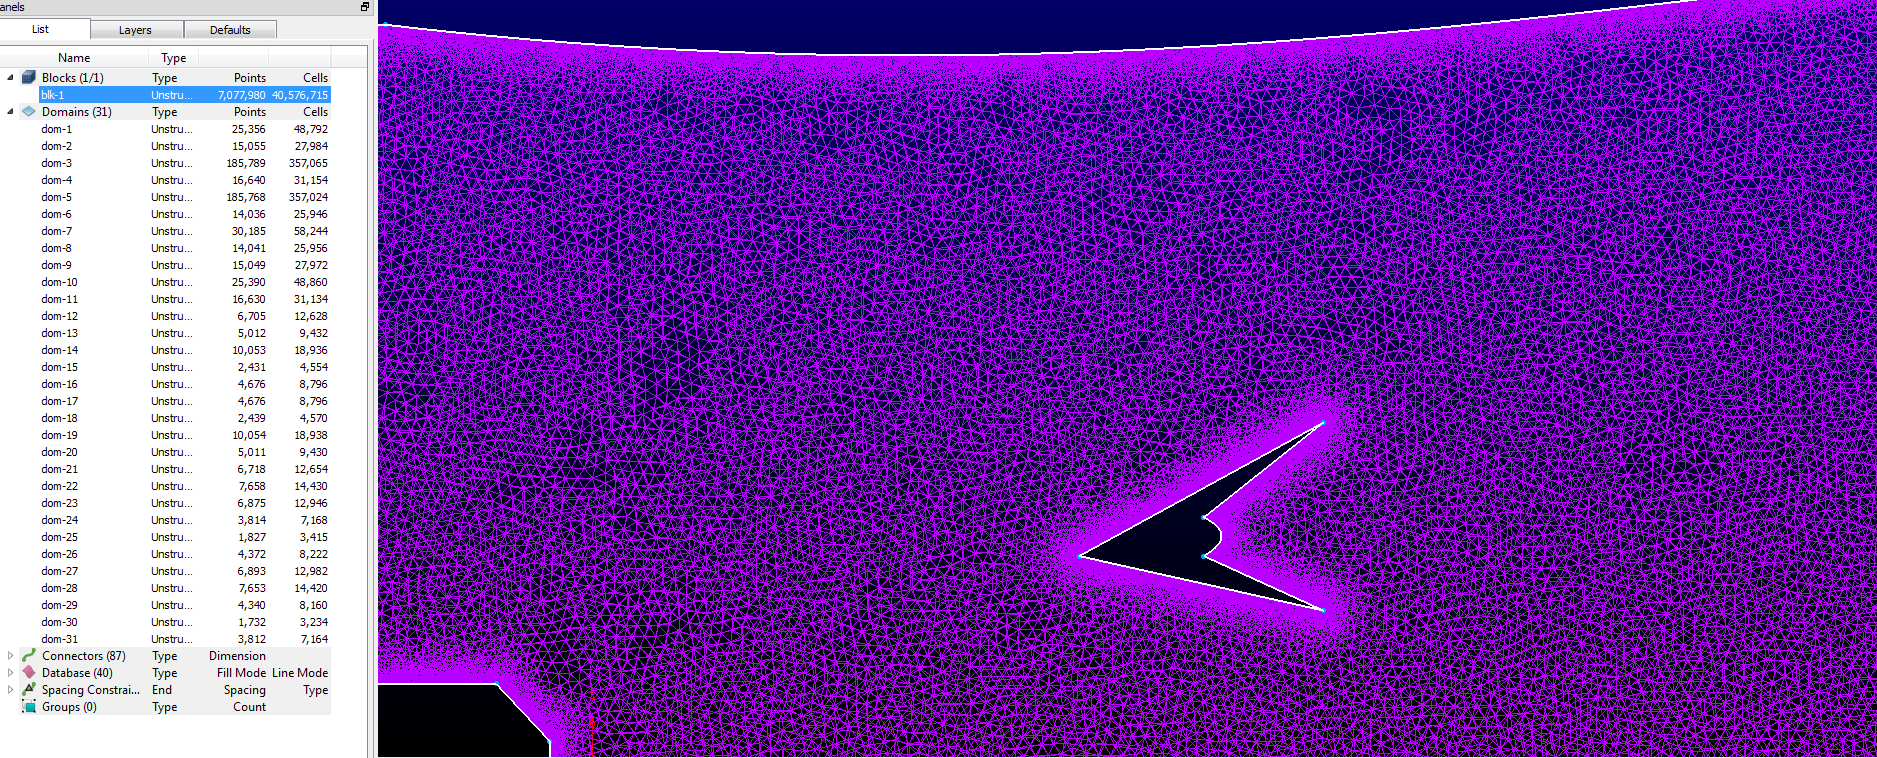 anels
List Layers Defaults
Name Type
Blocks (1/1) Type Points Cells
blk-1 Unstru... 7,077,980 40,576,715
Domains (31) Type Points Cells
dom-1 Unstru... 25,356 48,792
dom-2 Unstru... 15,055 27,984
dom-3 Unstru... 185,789 357,065
dom-4 Unstru... 16,640 31,154
dom-5 Unstru... 185,768 357,024
dom-6 Unstru... 14,036 25,946
dom-7 Unstru... 30,185 58,244
dom-8 Unstru... 14,041 25,956
dom-9 Unstru... 15,049 27,972
dom-10 Unstru... 25,390 48,860
dom-11 Unstru... 16,630 31,134
dom-12 Unstru... 6,705 12,628
dom-13 Unstru... 5,012 9,432
dom-14 Unstru... 10,053 18,936
dom-15 Unstru... 2,431 4,554
dom-16 Unstru... 4,676 8,796
dom-17 Unstru... 4,676 8,796
dom-18 Unstru... 2,439 4,570
dom-19 Unstru... 10,054 18,938
dom-20 Unstru... 5,011 9,430
dom-21 Unstru... 6,718 12,654
dom-22 Unstru... 7,658 14,430
dom-23 Unstru... 6,875 12,946
dom-24 Unstru... 3,814 7,168
dom-25 Unstru... 1,827 3,415
dom-26 Unstru... 4,372 8,222
dom-27 Unstru... 6,893 12,982
dom-28 Unstru... 7,653 14,420
dom-29 Unstru... 4,340 8,160
dom-30 Unstru... 1,732 3,234
dom-31 Unstru... 3,812 7,164
Connectors (87) Type Dimension
Database (40) Type Fill Mode Line Mode
Spacing Constrai... End Spacing Type
Groups (0) Type Count